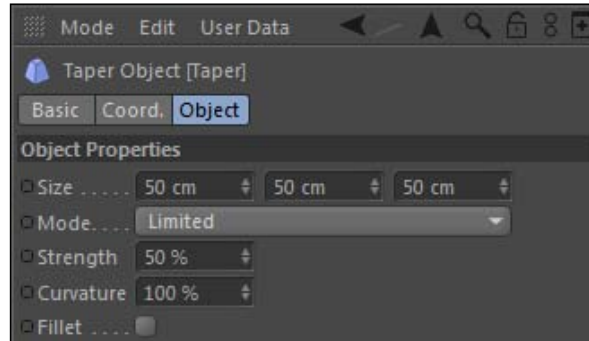 Mode Edit User Data
Taper Object [Taper]
Basic Coord. Object
Object Properties
Size ..... 50 cm 50 cm 50 cm
Mode.... Limited
Strength 50 %
Curvature 100 %
Fillet ....